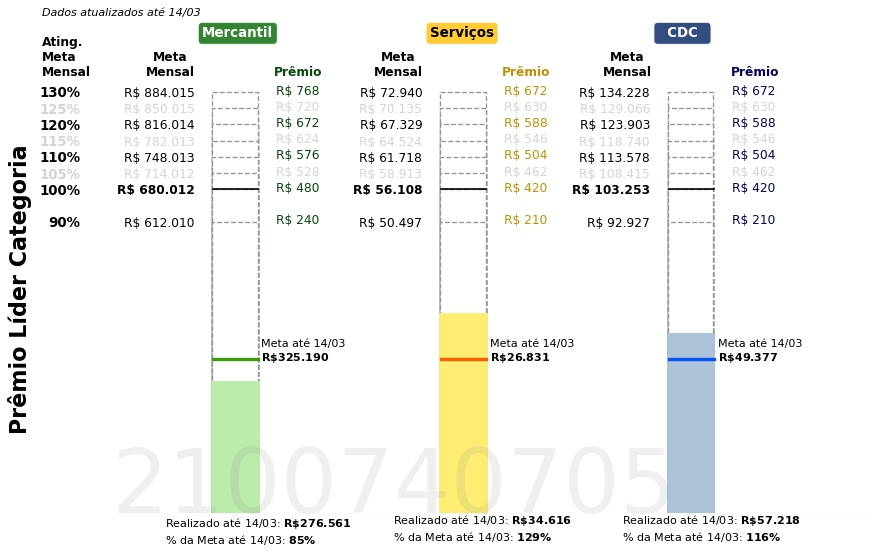 Dados atualizados até 14/03
Mercantil Serviços CDC
Ating.
Meta
Mensal
Meta
Mensal
Prêmio
Meta
Mensal
Prêmio
Meta
Mensal
Prêmio
130% R$ 884.015 R$ 768 R$ 72.940 R$ 672 R$ 134.228 R$ 672
125% R$ 850.015 R$ 720 R$ 70.135 R$ 630 R$ 129.066 R$ 630
120% R$ 816.014 R$ 672 R$ 67.329 R$ 588 R$ 123.903 R$ 588
115% R$ 782.013 R$ 624 R$ 64.524 R$ 546 R$ 118.740 R$ 546
110% R$ 748.013 R$ 576 R$ 61.718 R$ 504 R$ 113.578 R$ 504
105% R$ 714.012 R$ 528 R$ 58.913 R$ 462 R$ 108.415 R$ 462
100% R$ 680.012 R$ 480 R$ 56.108 R$ 420 R$ 103.253 R$ 420
90% R$ 612.010 R$ 240 R$ 50.497 R$ 210 R$ 92.927 R$ 210
Prêmio Líder Categoria
Meta até 14/03
R$325.190
Meta até 14/03
R$26.831
Meta até 14/03
R$49.377
2100740705
Realizado até 14/03: R$276.561
% da Meta até 14/03: 85%
Realizado até 14/03: R$34.616
% da Meta até 14/03: 129%
Realizado até 14/03: R$57.218
% da Meta até 14/03: 116%